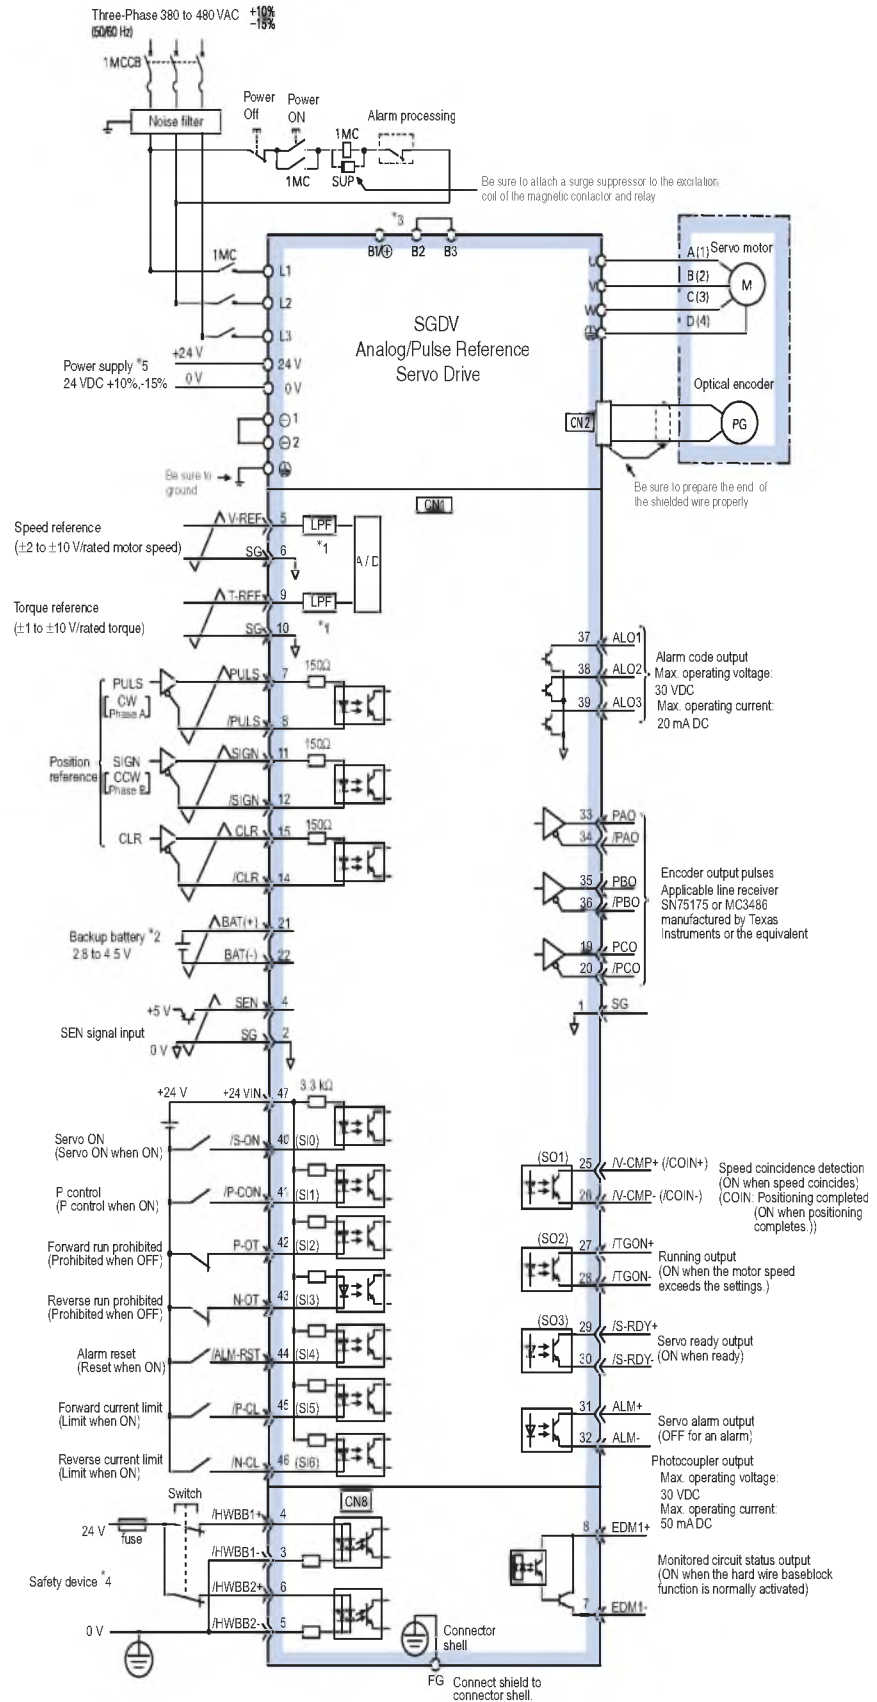 Three-Phase 380 to 480 VAC +10% −15%
(50/60 Hz)
1MCCB
Noise filter
Power Off
Power ON
1MC
1MC
SUP
Alarm processing
Be sure to attach a surge suppressor to the excitation
coil of the magnetic contactor and relay
*3
B1/⊕ B2 B3
1MC
L1
L2
L3
Power supply *5
24 VDC +10%,-15%
+24 V
0 V
24 V
0 V
⊖ 1
⊖ 2
Be sure to
ground
SGDV
Analog/Pulse Reference
Servo Drive
U
V
W
A (1)
B (2)
C (3)
D (4)
Servo motor
M
Optical encoder
CN2
PG
Be sure to prepare the end of
the shielded wire properly
CN1
Speed reference
(±2 to ±10 V/rated motor speed)
V-REF 5 LPF
SG 6 *1
A / D
Torque reference
(±1 to ±10 V/rated torque)
T-REF 9 LPF
SG 10 *1
Position
reference
PULS
CW
Phase A
PULS 7 150Ω
/PULS 8
SIGN
CCW
Phase B
SIGN 11 150Ω
/SIGN 12
CLR
CLR 15 150Ω
/CLR 14
Backup battery *2
2.8 to 4.5 V
BAT(+) 21
BAT(-) 22
SEN signal input
+5 V
0 V
SEN 4
SG 2
37 ALO1
38 ALO2
39 ALO3
Alarm code output
Max. operating voltage:
30 VDC
Max. operating current:
20 mA DC
33 PAO
34 /PAO
35 PBO
36 /PBO
19 PCO
20 /PCO
Encoder output pulses
Applicable line receiver
SN75175 or MC3486
manufactured by Texas
Instruments or the equivalent
1 SG
+24 V
+24 VIN 47 3.3 kΩ
Servo ON
(Servo ON when ON)
/S-ON 40 (SI0)
P control
(P control when ON)
/P-CON 41 (SI1)
Forward run prohibited
(Prohibited when OFF)
P-OT 42 (SI2)
Reverse run prohibited
(Prohibited when OFF)
N-OT 43 (SI3)
Alarm reset
(Reset when ON)
/ALM-RST 44 (SI4)
Forward current limit
(Limit when ON)
/P-CL 45 (SI5)
Reverse current limit
(Limit when ON)
/N-CL 46 (SI6)
(SO1) 25 /V-CMP+ (/COIN+)
26 /V-CMP- (/COIN-)
Speed coincidence detection
(ON when speed coincides)
(COIN: Positioning completed
(ON when positioning
completes.))
(SO2) 27 /TGON+
28 /TGON-
Running output
(ON when the motor speed
exceeds the settings.)
(SO3) 29 /S-RDY+
30 /S-RDY-
Servo ready output
(ON when ready)
31 ALM+
32 ALM-
Servo alarm output
(OFF for an alarm)
Photocoupler output
Max. operating voltage:
30 VDC
Max. operating current:
50 mA DC
CN8
Switch
24 V
fuse
Safety device *4
0 V
/HWBB1+ 4
/HWBB1- 3
/HWBB2+ 6
/HWBB2- 5
8 EDM1+
7 EDM1-
Monitored circuit status output
(ON when the hard wire baseblock
function is normally activated)
Connector
shell
FG
Connect shield to
connector shell.